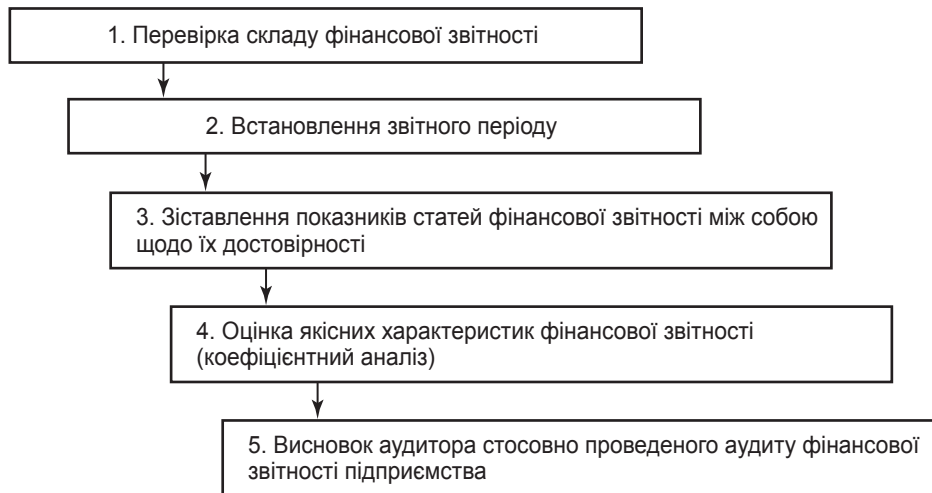 1. Перевірка складу фінансової звітності
2. Встановлення звітного періоду
3. Зіставлення показників статей фінансової звітності між собою
щодо їх достовірності
4. Оцінка якісних характеристик фінансової звітності
(коефіцієнтний аналіз)
5. Висновок аудитора стосовно проведеного аудиту фінансової
звітності підприємства